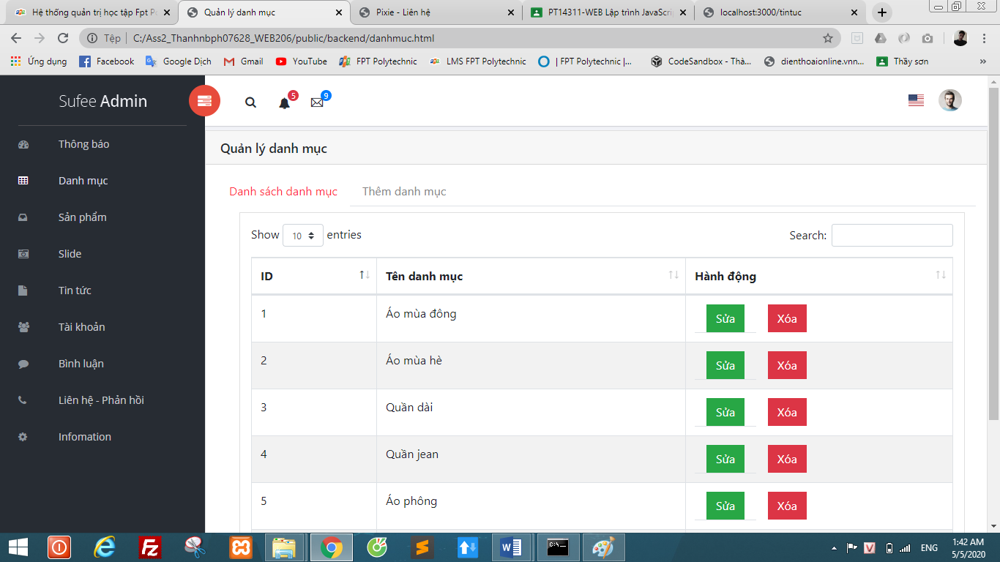 Hệ thống quản trị học tập Fpt Po
Quản lý danh mục
Pixie - Liên hệ
PT14311-WEB Lập trình JavaScri
localhost:3000/tintuc
Tệp | C:/Ass2_Thanhnbph07628_WEB206/public/backend/danhmuc.html
Ứng dụng
Facebook
Google Dịch
Gmail
YouTube
FPT Polytechnic
LMS FPT Polytechnic
| FPT Polytechnic |...
CodeSandbox - Thà...
dienthoaionline.vnn...
Thầy sơn
»
Sufee Admin
5
9
Thông báo
Danh mục
Sản phẩm
Slide
Tin tức
Tài khoản
Bình luận
Liên hệ - Phản hồi
Infomation
Quản lý danh mục
Danh sách danh mục
Thêm danh mục
Show 10 entries
Search:
ID Tên danh mục Hành động
1 Áo mùa đông Sửa Xóa
2 Áo mùa hè Sửa Xóa
3 Quần dài Sửa Xóa
4 Quần jean Sửa Xóa
5 Áo phông Sửa Xóa
ENG
1:42 AM
5/5/2020